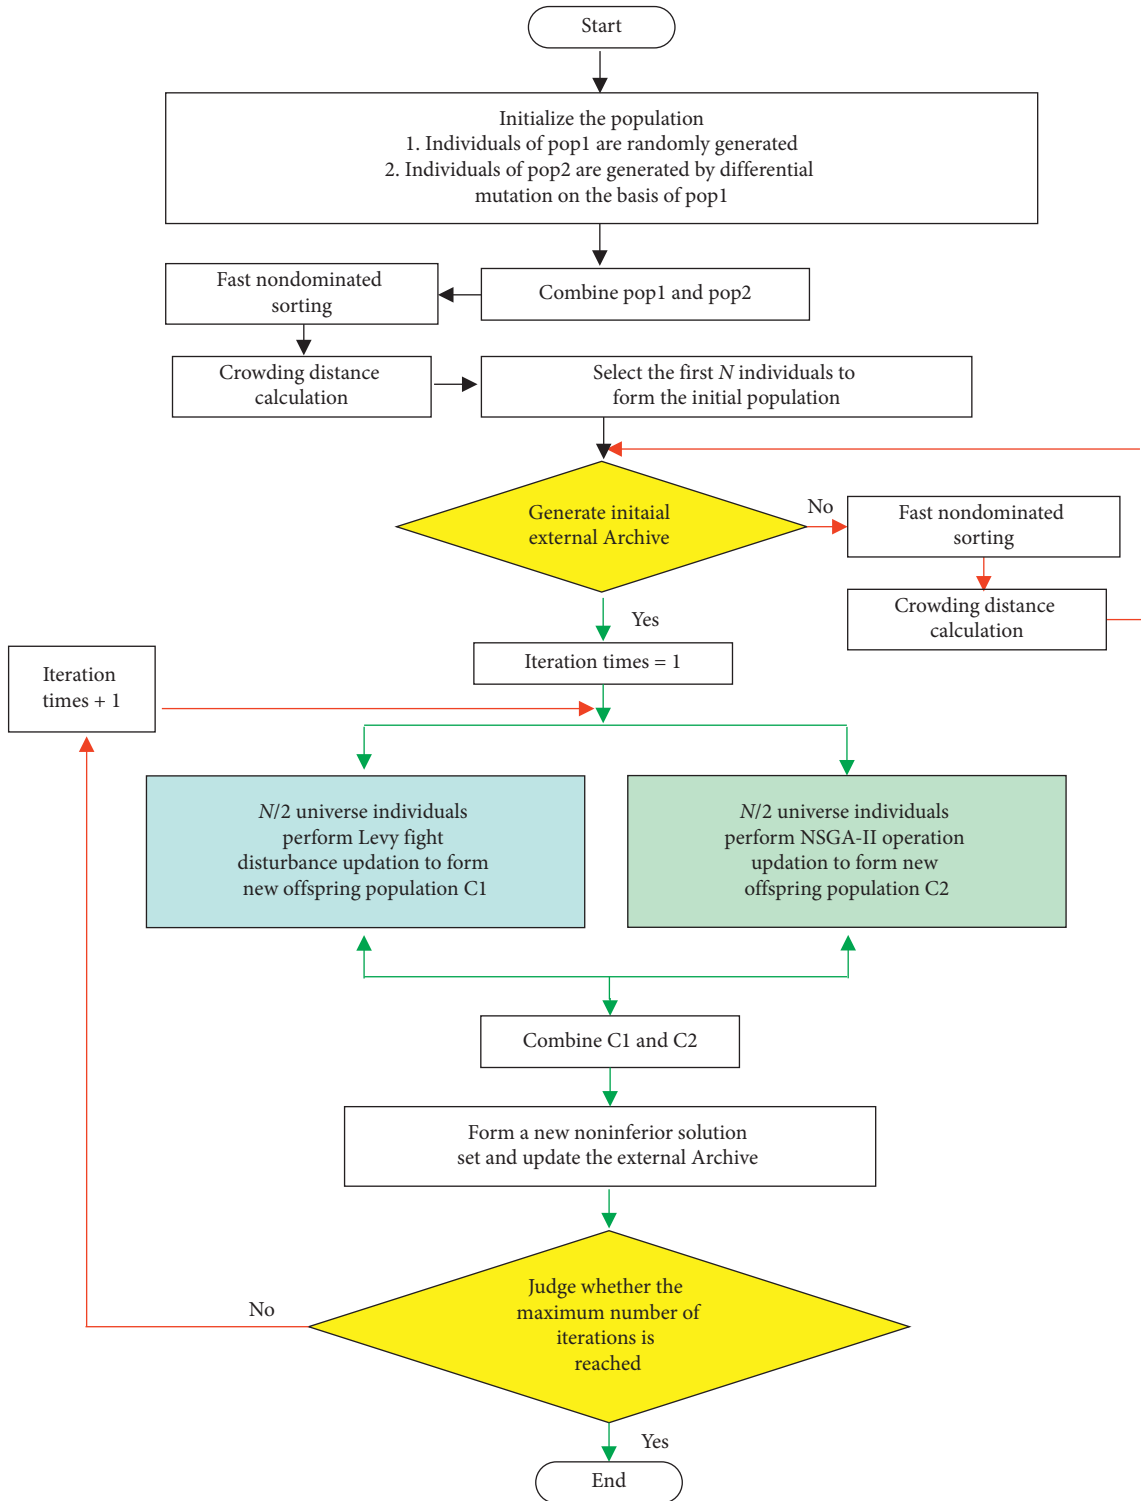 Start
Initialize the population
1. Individuals of pop1 are randomly generated
2. Individuals of pop2 are generated by differential
mutation on the basis of pop1
Fast nondominated
sorting
Combine pop1 and pop2
Crowding distance
calculation
Select the first N individuals to
form the initial population
Generate initaial
external Archive
No
Fast nondominated
sorting
Crowding distance
calculation
Yes
Iteration times = 1
Iteration
times + 1
N/2 universe individuals
perform Levy fight
disturbance updation to form
new offspring population C1
N/2 universe individuals
perform NSGA-II operation
updation to form new
offspring population C2
Combine C1 and C2
Form a new noninferior solution
set and update the external Archive
Judge whether the
maximum number of
iterations is
reached
No
Yes
End